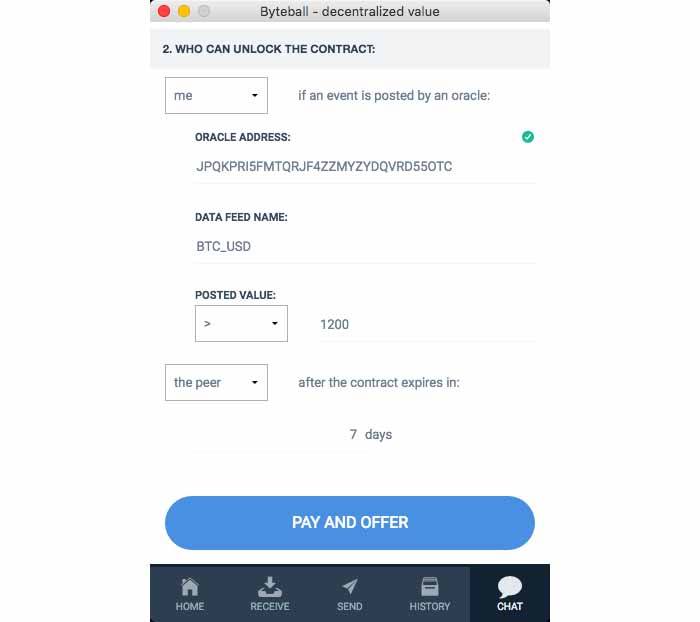 Byteball - decentralized value
2. WHO CAN UNLOCK THE CONTRACT:
me if an event is posted by an oracle:
ORACLE ADDRESS:
JPQKPRI5FMTQRJF4ZZMYZYDQVRD55OTC
DATA FEED NAME:
BTC_USD
POSTED VALUE:
> 1200
the peer after the contract expires in:
7 days
PAY AND OFFER
HOME RECEIVE SEND HISTORY CHAT